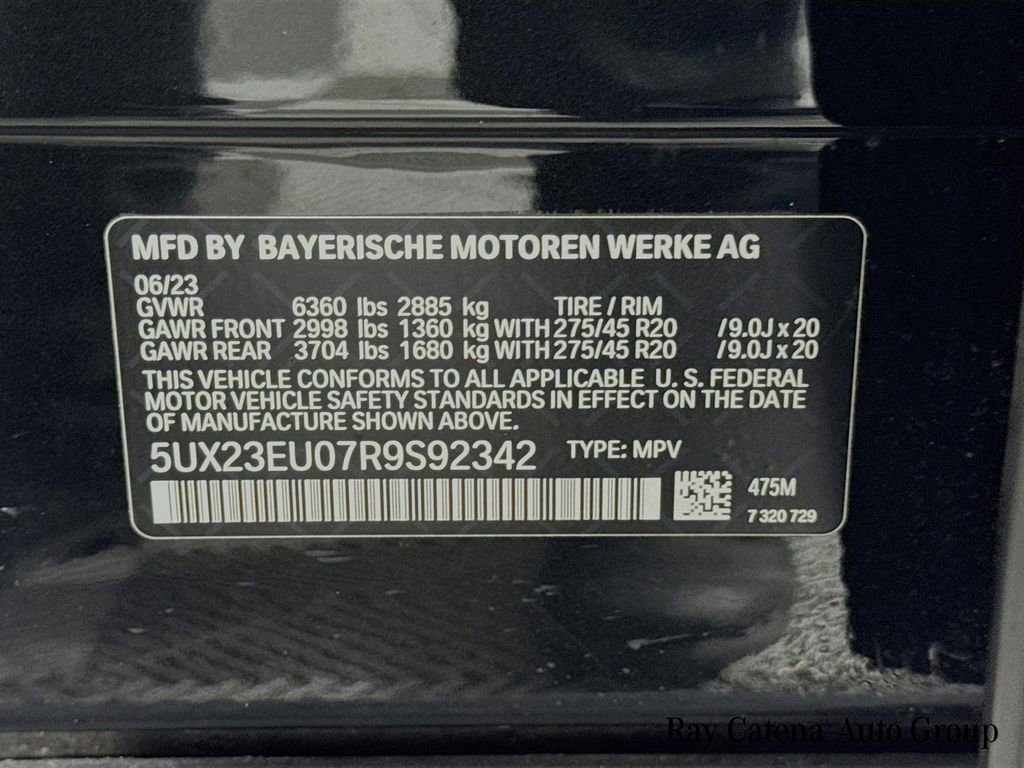 MFD BY BAYERISCHE MOTOREN WERKE AG
06/23
GVWR 6360 lbs 2885 kg TIRE / RIM
GAWR FRONT 2998 lbs 1360 kg WITH 275/45 R20 /9.0J x 20
GAWR REAR 3704 lbs 1680 kg WITH 275/45 R20 /9.0J x 20
THIS VEHICLE CONFORMS TO ALL APPLICABLE U. S. FEDERAL
MOTOR VEHICLE SAFETY STANDARDS IN EFFECT ON THE DATE
OF MANUFACTURE SHOWN ABOVE.
5UX23EU07R9S92342 TYPE: MPV
475M
7 320 729
Ray Catena Auto Group